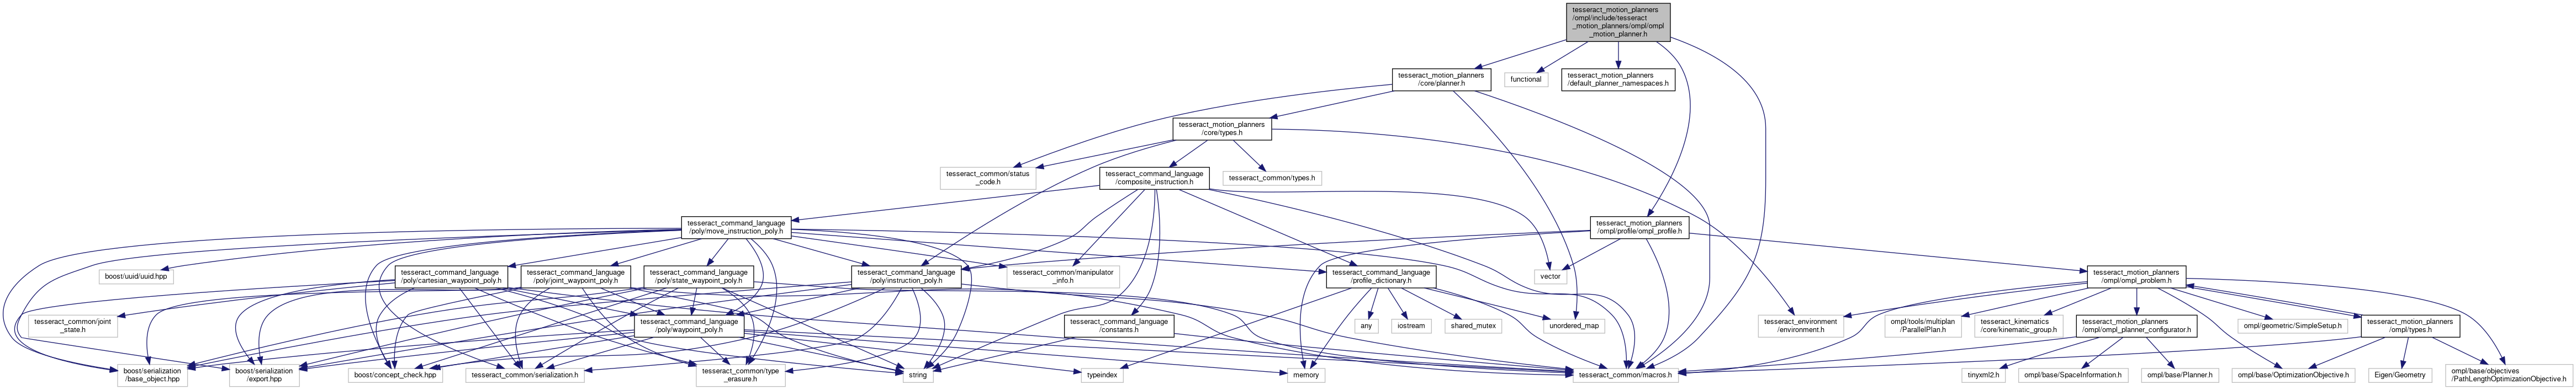 tesseract_motion_planners
/ompl/include/tesseract
_motion_planners/ompl/ompl
_motion_planner.h
tesseract_motion_planners
/core/planner.h
functional
tesseract_motion_planners
/default_planner_namespaces.h
tesseract_motion_planners
/core/types.h
tesseract_common/status
_code.h
tesseract_command_language
/composite_instruction.h
tesseract_common/types.h
tesseract_command_language
/poly/move_instruction_poly.h
tesseract_motion_planners
/ompl/profile/ompl_profile.h
boost/uuid/uuid.hpp
tesseract_command_language
/poly/cartesian_waypoint_poly.h
tesseract_command_language
/poly/joint_waypoint_poly.h
tesseract_command_language
/poly/state_waypoint_poly.h
tesseract_command_language
/poly/instruction_poly.h
tesseract_common/manipulator
_info.h
tesseract_command_language
/profile_dictionary.h
vector
tesseract_motion_planners
/ompl/ompl_problem.h
tesseract_common/joint
_state.h
tesseract_command_language
/poly/waypoint_poly.h
tesseract_command_language
/constants.h
any
iostream
shared_mutex
unordered_map
tesseract_environment
/environment.h
ompl/tools/multiplan
/ParallelPlan.h
tesseract_kinematics
/core/kinematic_group.h
tesseract_motion_planners
/ompl/ompl_planner_configurator.h
ompl/geometric/SimpleSetup.h
tesseract_motion_planners
/ompl/types.h
boost/serialization
/base_object.hpp
boost/serialization
/export.hpp
boost/concept_check.hpp
tesseract_common/serialization.h
tesseract_common/type
_erasure.h
string
typeindex
memory
tesseract_common/macros.h
tinyxml2.h
ompl/base/SpaceInformation.h
ompl/base/Planner.h
ompl/base/OptimizationObjective.h
Eigen/Geometry
ompl/base/objectives
/PathLengthOptimizationObjective.h